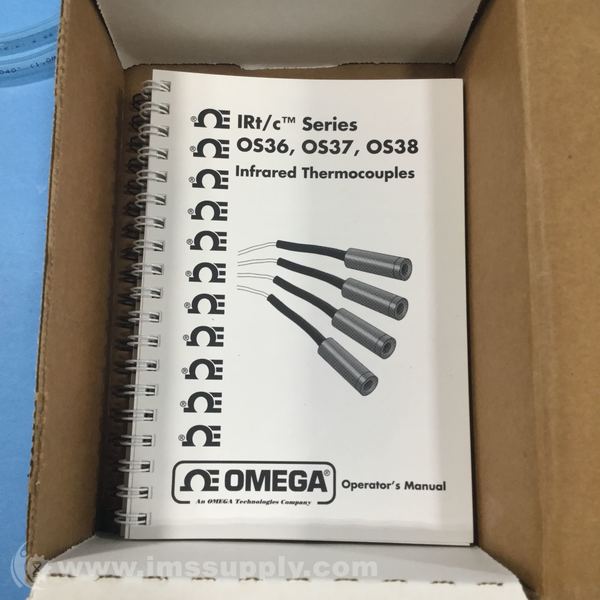 IRt/c™ Series
OS36, OS37, OS38
Infrared Thermocouples
OMEGA®
An OMEGA Technologies Company
Operator's Manual
www.imssupply.com